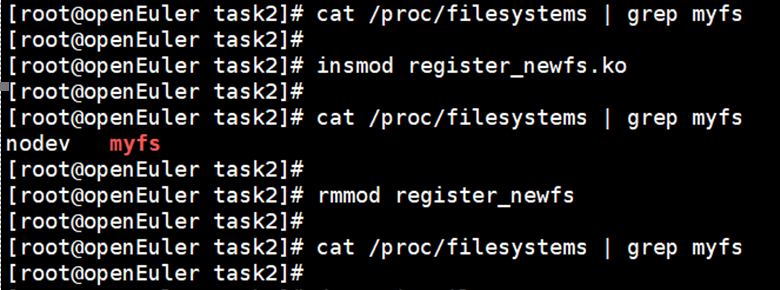 [root@openEuler task2]# cat /proc/filesystems | grep myfs
[root@openEuler task2]#
[root@openEuler task2]# insmod register_newfs.ko
[root@openEuler task2]#
[root@openEuler task2]# cat /proc/filesystems | grep myfs
nodev   myfs
[root@openEuler task2]#
[root@openEuler task2]# rmmod register_newfs
[root@openEuler task2]#
[root@openEuler task2]# cat /proc/filesystems | grep myfs
[root@openEuler task2]#